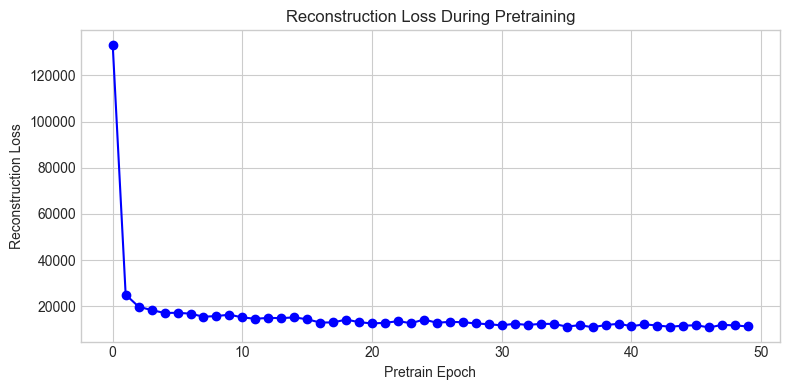 Reconstruction Loss During Pretraining
120000
100000
80000
60000
40000
20000
Reconstruction Loss
0 10 20 30 40 50
Pretrain Epoch